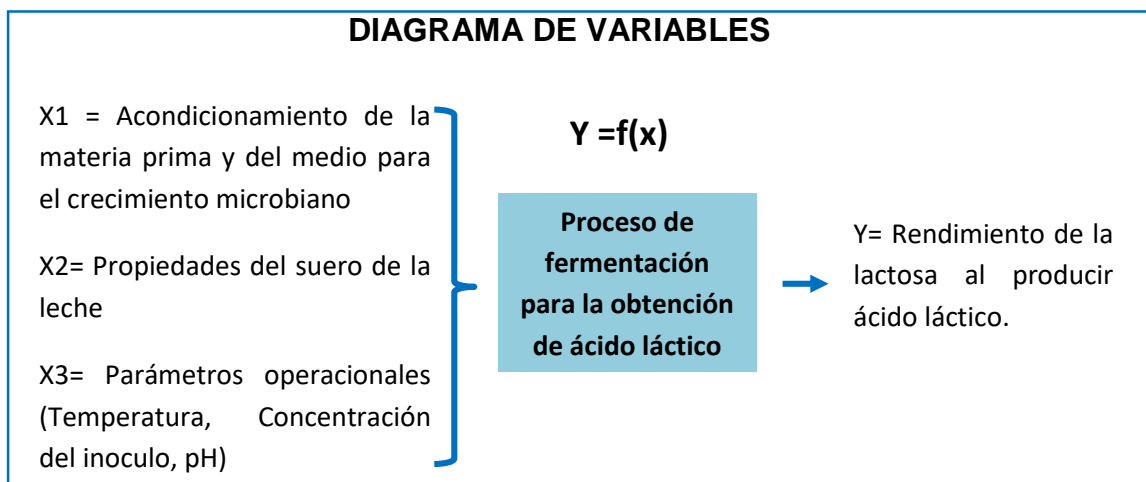 DIAGRAMA DE VARIABLES
X1 = Acondicionamiento de la
materia prima y del medio para
el crecimiento microbiano
X2= Propiedades del suero de la
leche
X3= Parámetros operacionales
(Temperatura, Concentración
del inoculo, pH)
Y =f(x)
Proceso de
fermentación
para la obtención
de ácido láctico
Y= Rendimiento de la
lactosa al producir
ácido láctico.